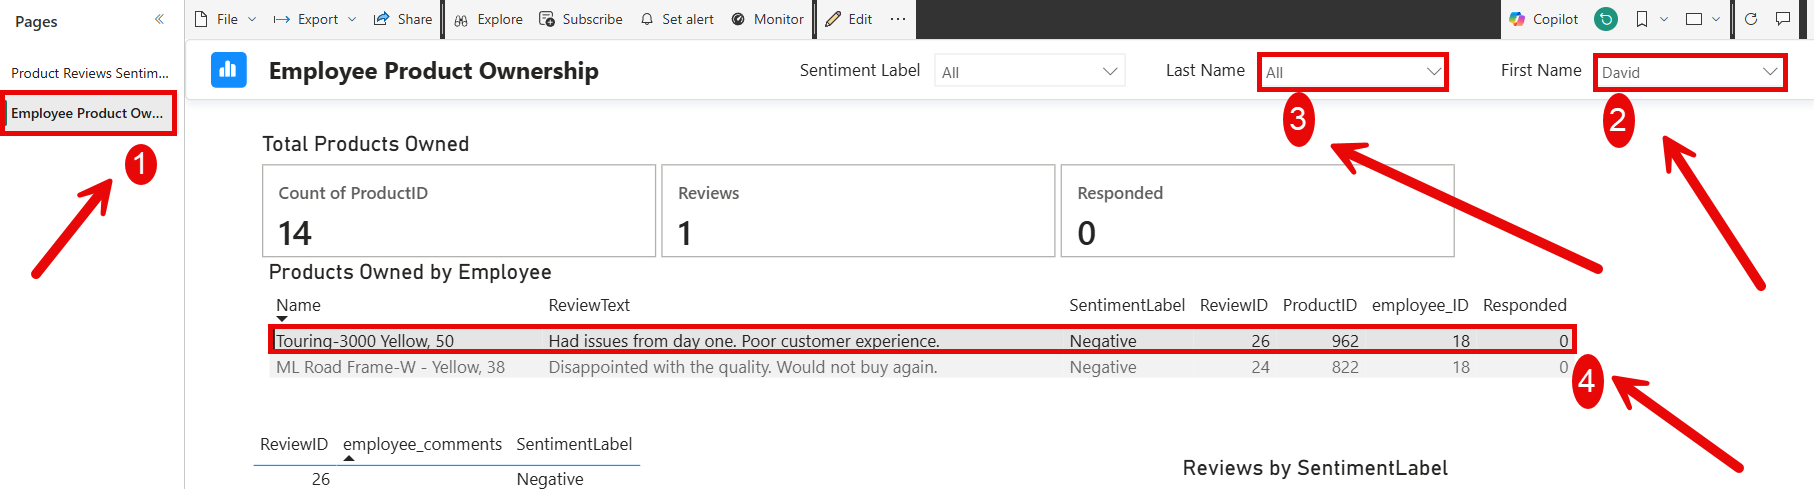 Pages
File
Export
Share
Explore
Subscribe
Set alert
Monitor
Edit
Copilot
Product Reviews Sentim...
Employee Product Ow...
1
Employee Product Ownership
Sentiment Label
All
Last Name
All
First Name
David
3
2
Total Products Owned
Count of ProductID
14
Reviews
1
Responded
0
Products Owned by Employee
Name ReviewText SentimentLabel ReviewID ProductID employee_ID Responded
Touring-3000 Yellow, 50 Had issues from day one. Poor customer experience. Negative 26 962 18 0
ML Road Frame-W - Yellow, 38 Disappointed with the quality. Would not buy again. Negative 24 822 18 0
4
ReviewID employee_comments SentimentLabel
26 Negative
Reviews by SentimentLabel